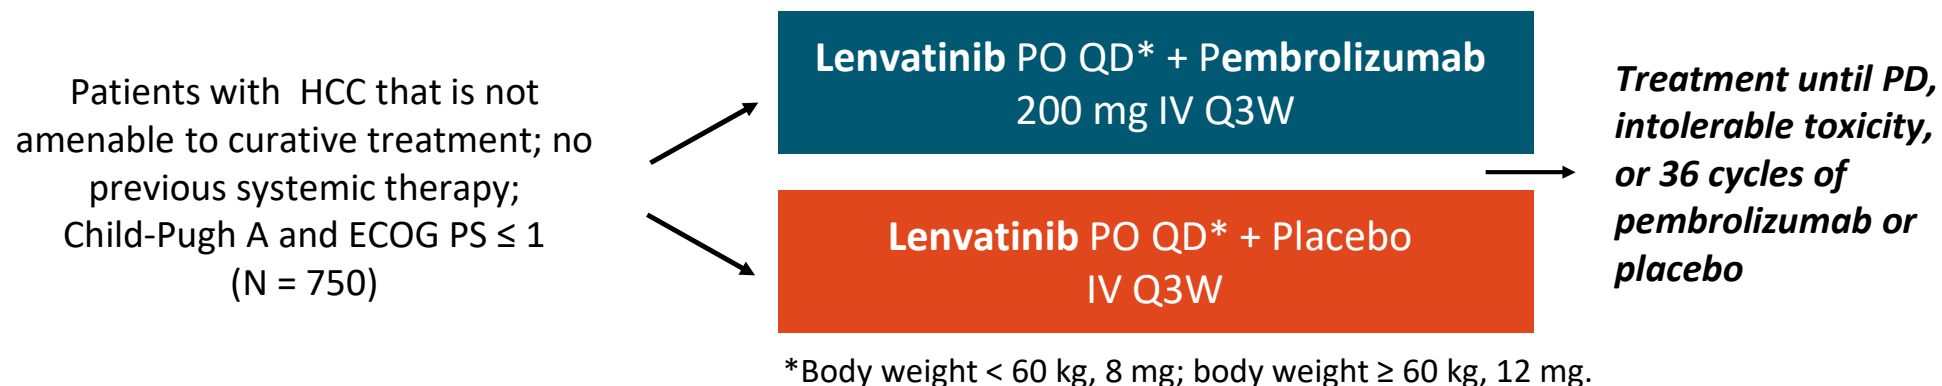 Patients with HCC that is not
amenable to curative treatment; no
previous systemic therapy;
Child-Pugh A and ECOG PS ≤ 1
(N = 750)
Lenvatinib PO QD* + Pembrolizumab
200 mg IV Q3W
Lenvatinib PO QD* + Placebo
IV Q3W
*Body weight < 60 kg, 8 mg; body weight ≥ 60 kg, 12 mg.
Treatment until PD,
intolerable toxicity,
or 36 cycles of
pembrolizumab or
placebo